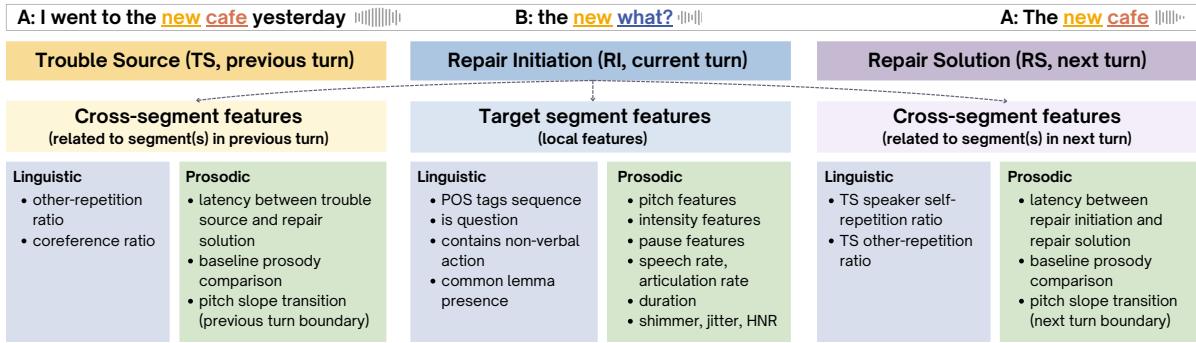 A: I went to the new cafe yesterday
B: the new what?
A: The new cafe
Trouble Source (TS, previous turn)
Repair Initiation (RI, current turn)
Repair Solution (RS, next turn)
Cross-segment features
(related to segment(s) in previous turn)
Target segment features
(local features)
Cross-segment features
(related to segment(s) in next turn)
Linguistic
• other-repetition
ratio
• coreference ratio
Prosodic
• latency between trouble
source and repair
solution
• baseline prosody
comparison
• pitch slope transition
(previous turn boundary)
Linguistic
• POS tags sequence
• is question
• contains non-verbal
action
• common lemma
presence
Prosodic
• pitch features
• intensity features
• pause features
• speech rate,
articulation rate
• duration
• shimmer, jitter, HNR
Linguistic
• TS speaker self-
repetition ratio
• TS other-repetition
ratio
Prosodic
• latency between
repair initiation and
repair solution
• baseline prosody
comparison
• pitch slope transition
(next turn boundary)